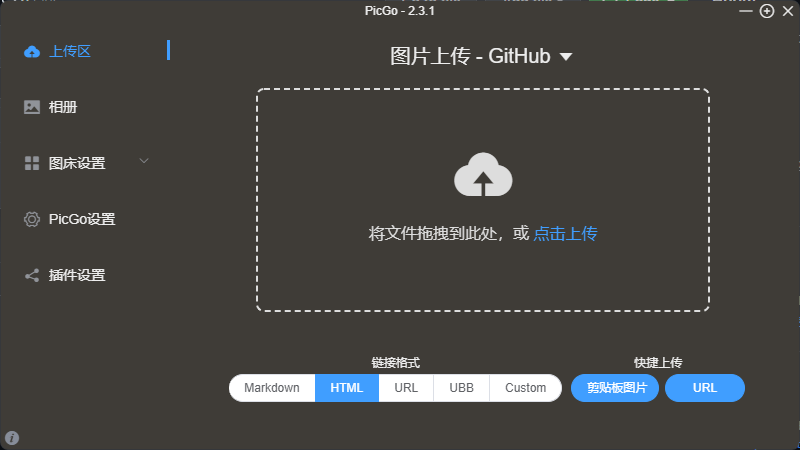 PicGo - 2.3.1
上传区
相册
图床设置
PicGo设置
插件设置
图片上传 - GitHub
将文件拖拽到此处，或 点击上传
链接格式
Markdown HTML URL UBB Custom
快捷上传
剪贴板图片 URL